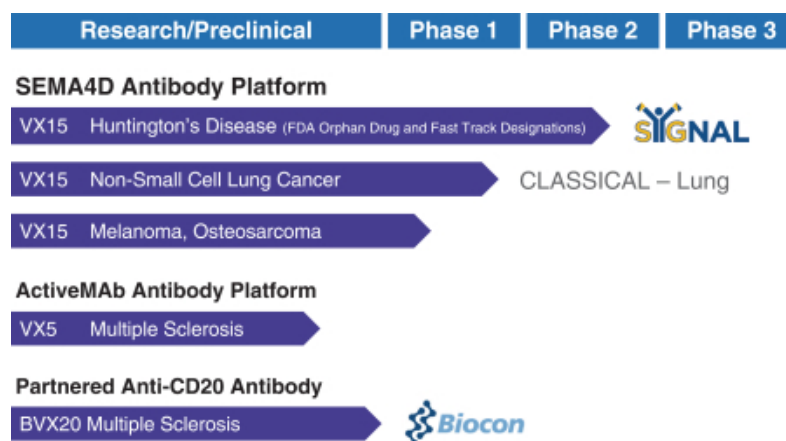 Research/Preclinical Phase 1 Phase 2 Phase 3
SEMA4D Antibody Platform
VX15 Huntington's Disease (FDA Orphan Drug and Fast Track Designations) SIGNAL
VX15 Non-Small Cell Lung Cancer CLASSICAL – Lung
VX15 Melanoma, Osteosarcoma
ActiveMAb Antibody Platform
VX5 Multiple Sclerosis
Partnered Anti-CD20 Antibody
BVX20 Multiple Sclerosis Biocon